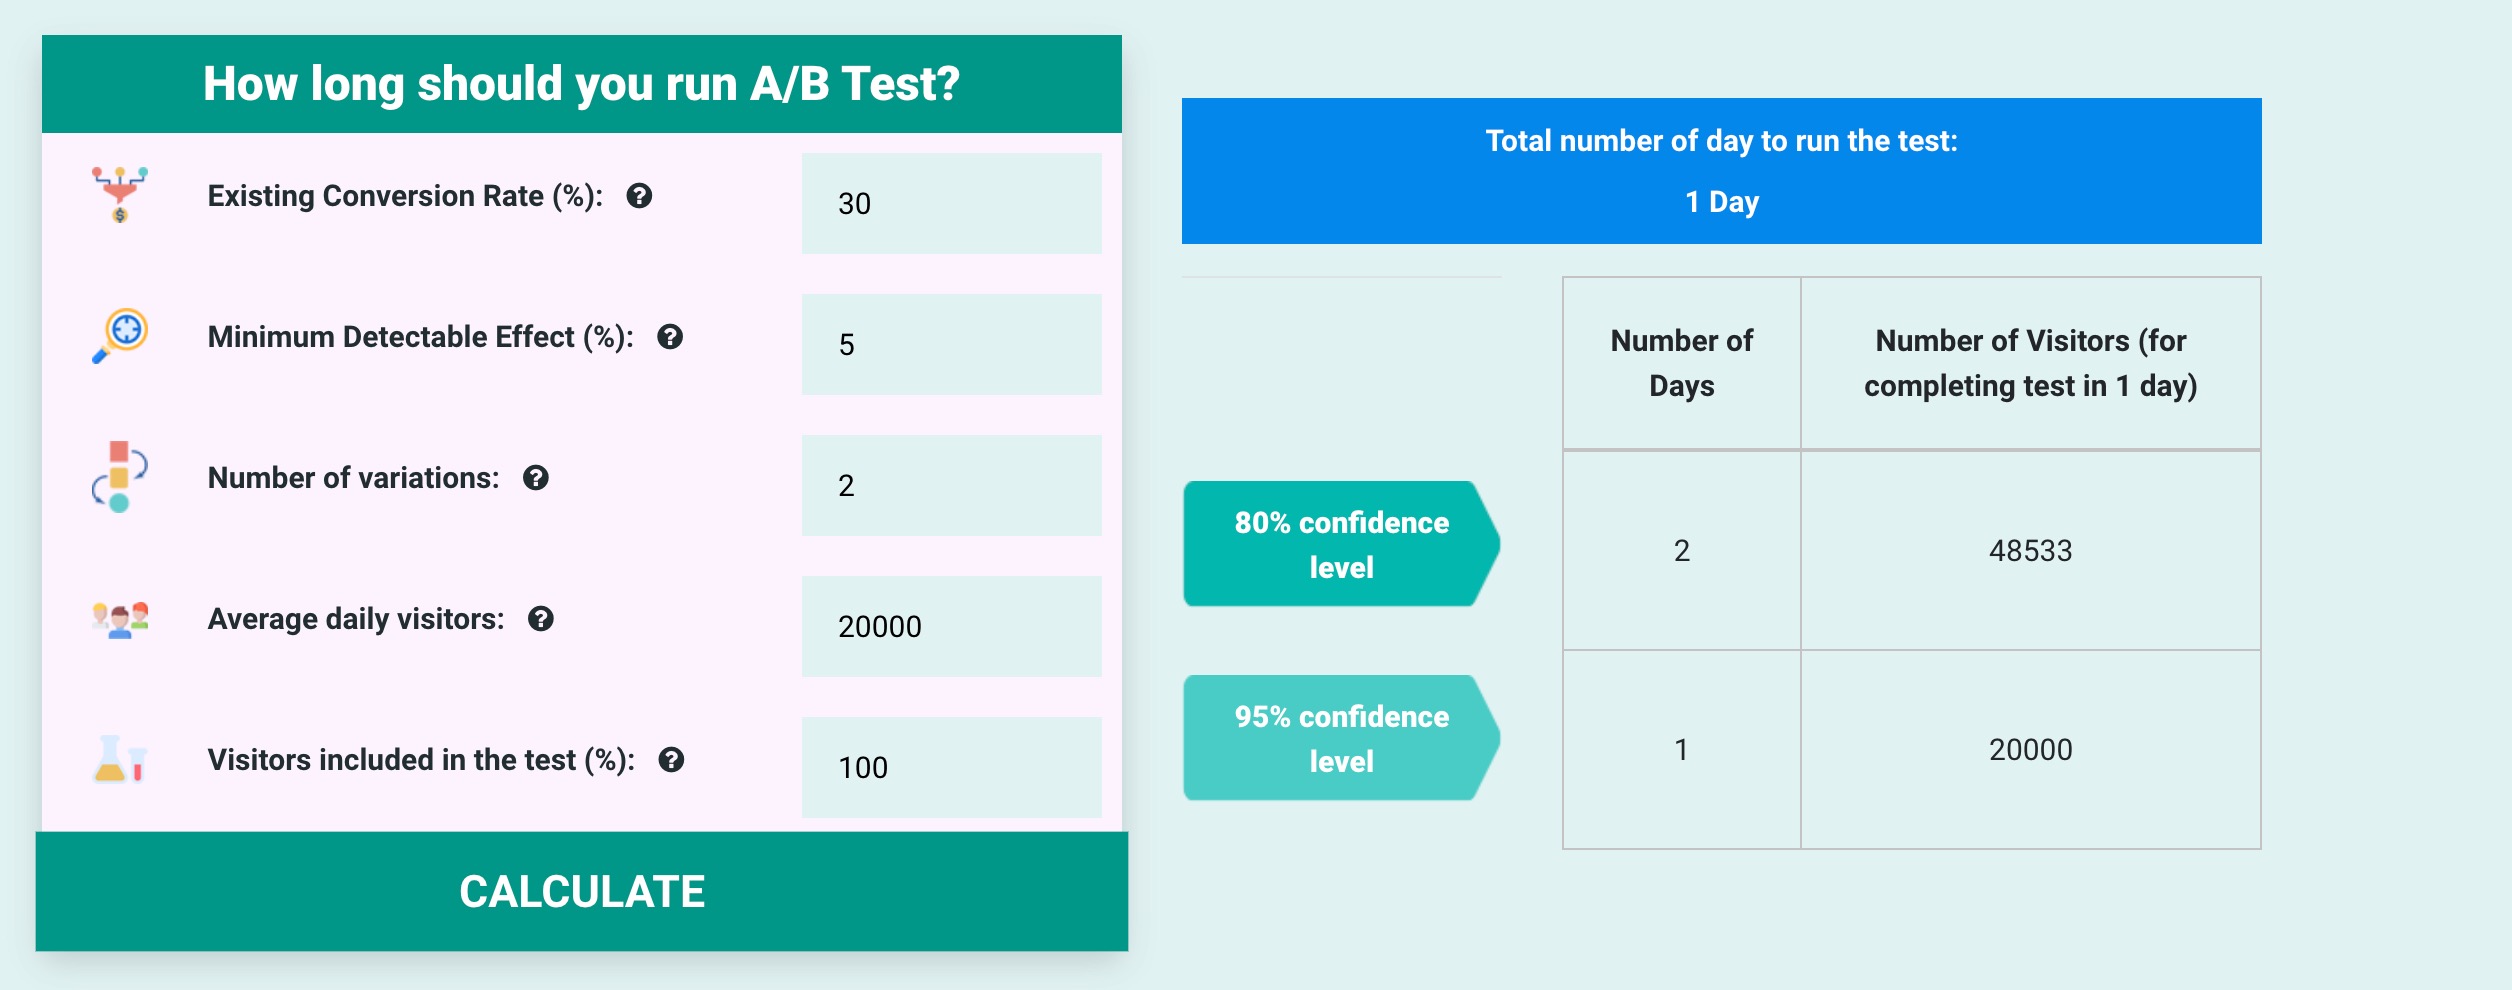 How long should you run A/B Test?
Existing Conversion Rate (%): ?
30
Minimum Detectable Effect (%): ?
5
Number of variations: ?
2
Average daily visitors: ?
20000
Visitors included in the test (%): ?
100
CALCULATE
Total number of day to run the test:
1 Day
Number of
Days
Number of Visitors (for
completing test in 1 day)
80% confidence
level
2
48533
95% confidence
level
1
20000